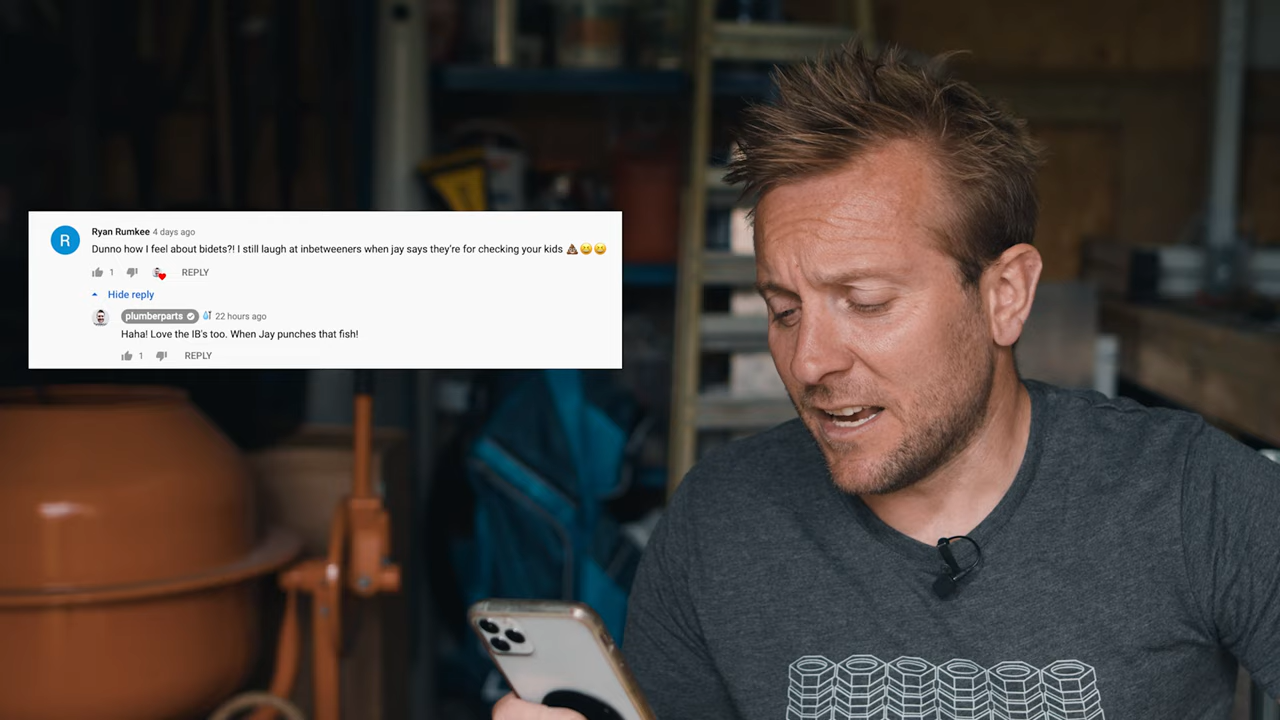 R
Ryan Rumkee 4 days ago
Dunno how I feel about bidets?! I still laugh at inbetweeners when jay says they're for checking your kids 💩😄😄
1 REPLY
Hide reply
plumberparts 22 hours ago
Haha! Love the IB's too. When Jay punches that fish!
1 REPLY